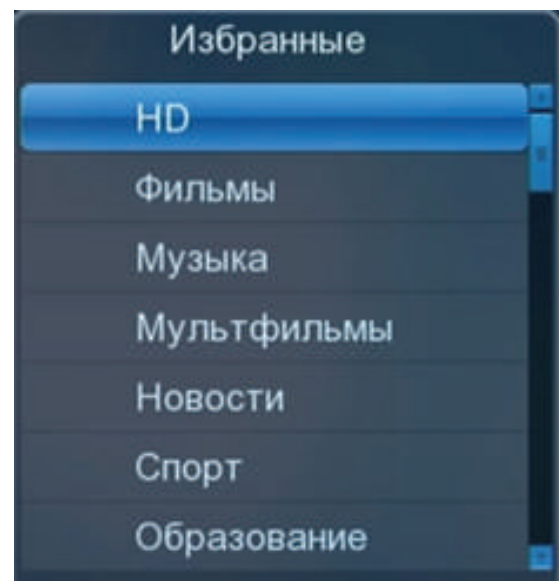 Избранные
HD
Фильмы
Музыка
Мультфильмы
Новости
Спорт
Образование